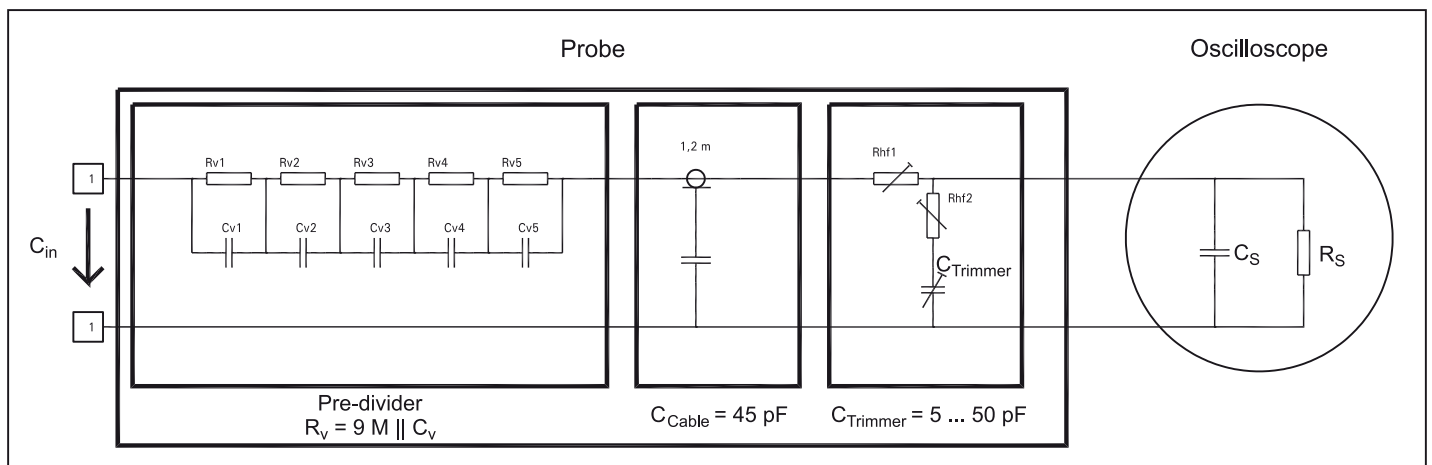 Probe
Oscilloscope
Rv1 Rv2 Rv3 Rv4 Rv5
Cv1 Cv2 Cv3 Cv4 Cv5
1,2 m
Rhf1
Rhf2
C_Trimmer
1
C_in
1
C_S
R_S
Pre-divider
R_v = 9 M || C_v
C_Cable = 45 pF
C_Trimmer = 5 ... 50 pF